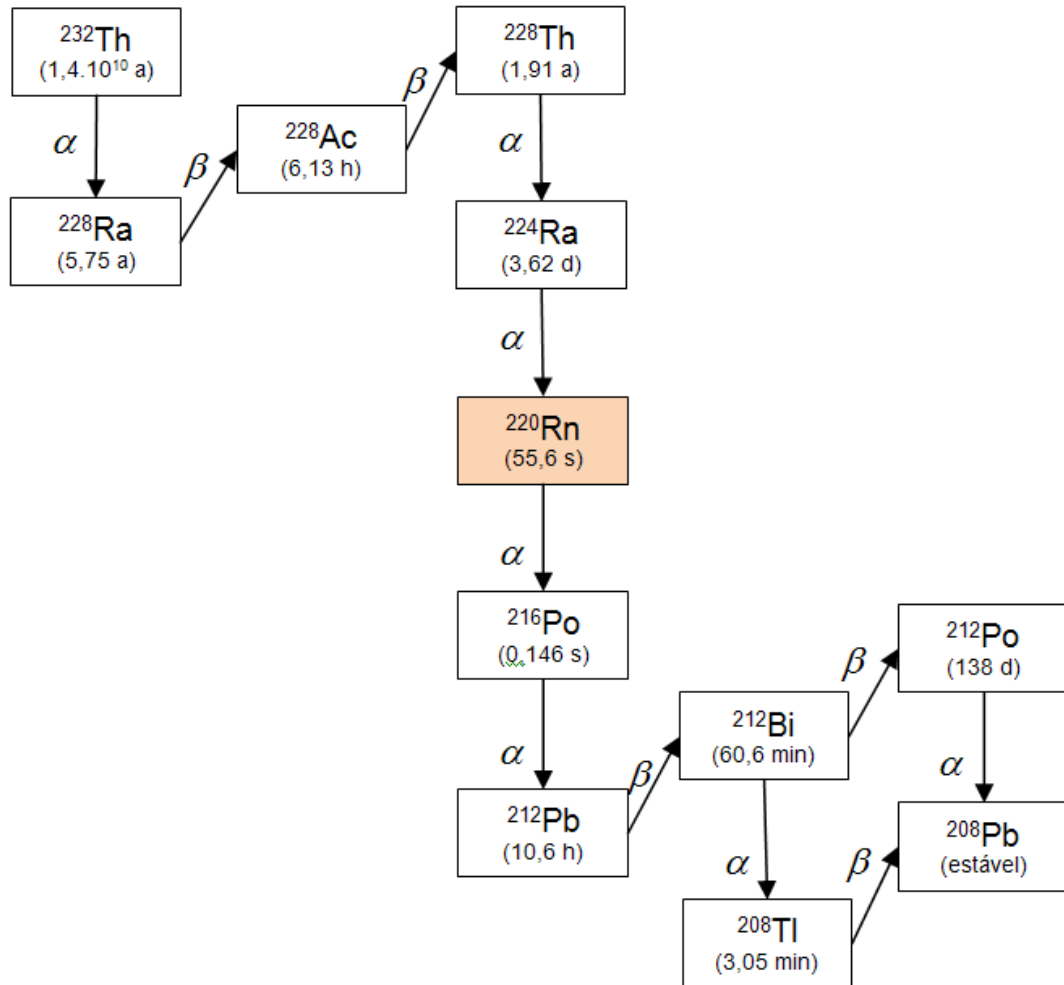 ²³²Th
(1,4.10¹⁰ a)
α
²²⁸Ra
(5,75 a)
β
²²⁸Ac
(6,13 h)
β
²²⁸Th
(1,91 a)
α
²²⁴Ra
(3,62 d)
α
²²⁰Rn
(55,6 s)
α
²¹⁶Po
(0,146 s)
α
²¹²Pb
(10,6 h)
β
²¹²Bi
(60,6 min)
β
²¹²Po
(138 d)
α
α
²⁰⁸Tl
(3,05 min)
β
²⁰⁸Pb
(estável)